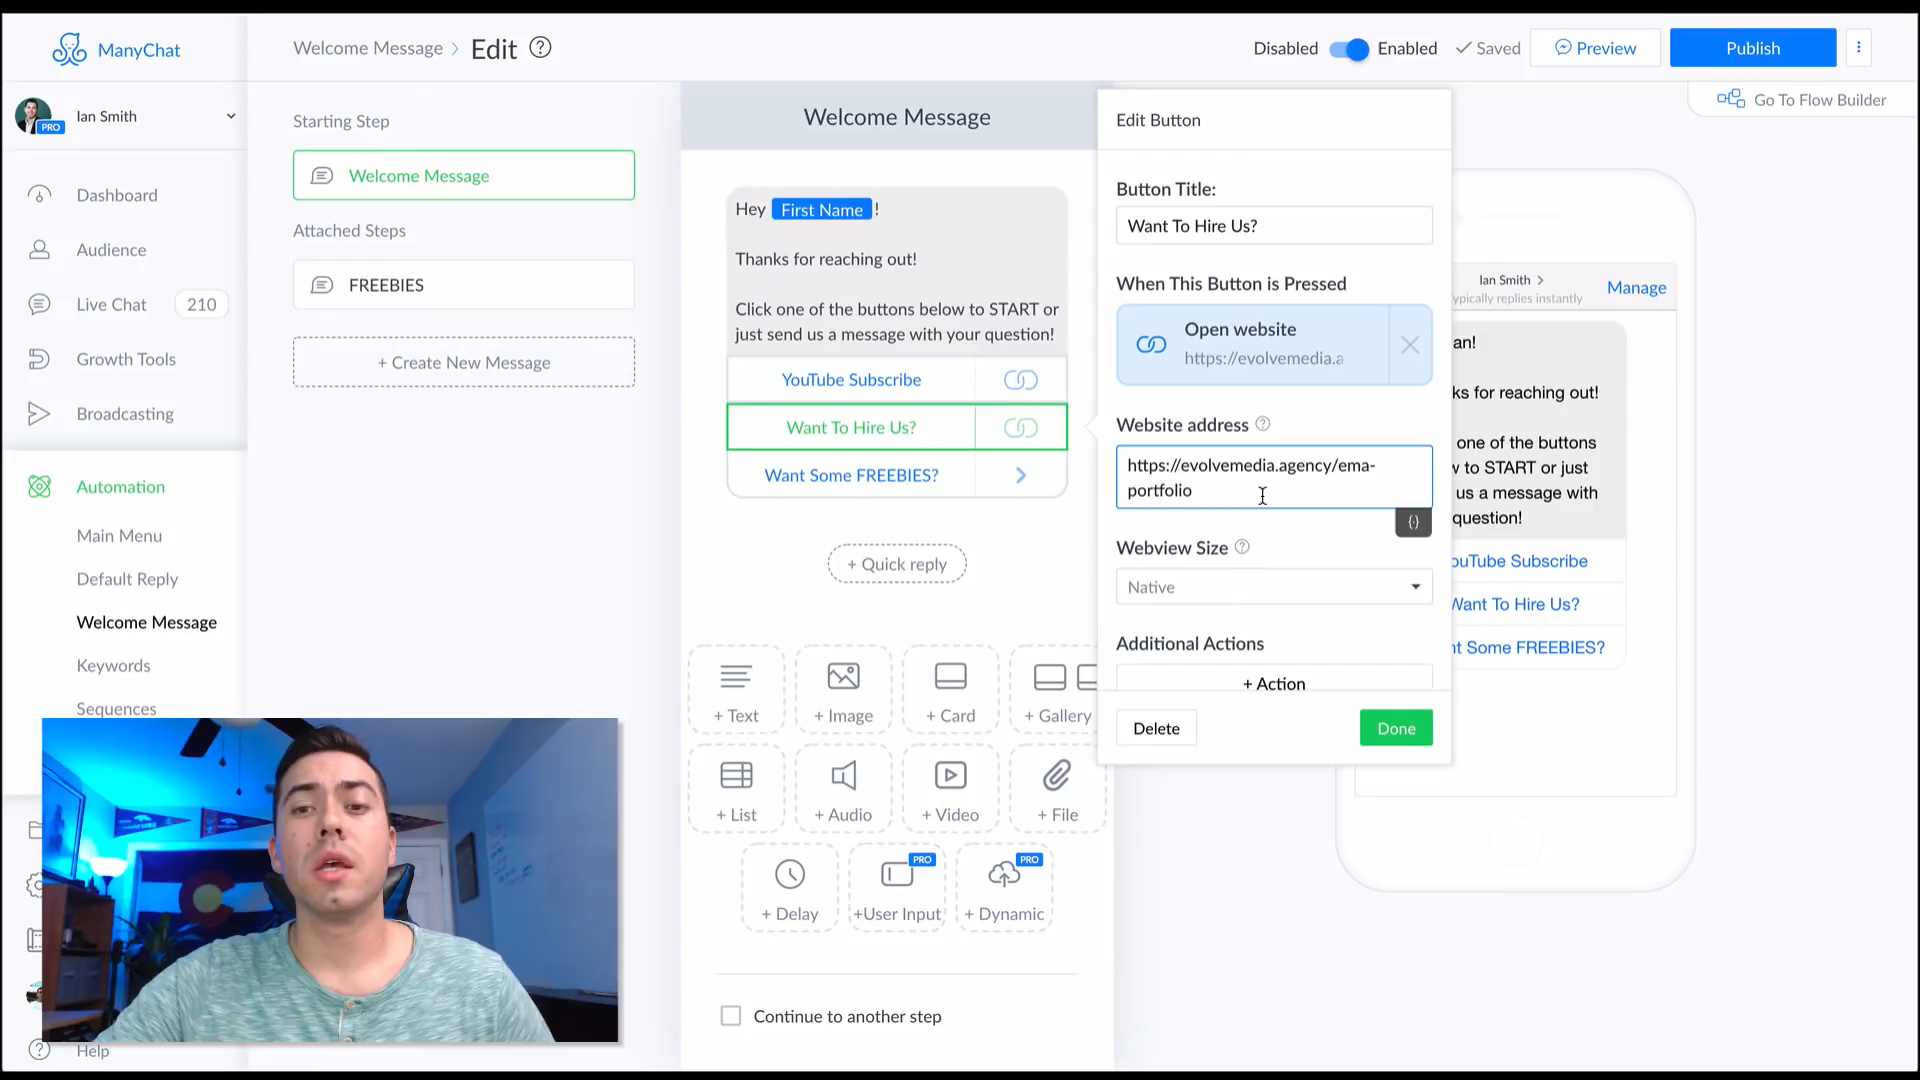 ManyChat
Welcome Message > Edit ?
Disabled Enabled Saved Preview Publish
Go To Flow Builder
PRO Ian Smith
Dashboard
Audience
Live Chat 210
Growth Tools
Broadcasting
Automation
Main Menu
Default Reply
Welcome Message
Keywords
Sequences
Help
Starting Step
Welcome Message
Attached Steps
FREEBIES
+ Create New Message
Welcome Message
Hey First Name !
Thanks for reaching out!
Click one of the buttons below to START or
just send us a message with your question!
YouTube Subscribe
Want To Hire Us?
Want Some FREEBIES?
+ Quick reply
+ Text + Image + Card + Gallery
+ List + Audio + Video + File
PRO PRO
+ Delay +User Input + Dynamic
Continue to another step
Edit Button
Button Title:
Want To Hire Us?
When This Button is Pressed
Open website
https://evolvemedia.a
Website address ?
https://evolvemedia.agency/ema-
portfolio
{}
Webview Size ?
Native
Additional Actions
+ Action
Delete Done
Ian Smith >
ypically replies instantly
Manage
an!
ks for reaching out!
one of the buttons
w to START or just
us a message with
question!
ouTube Subscribe
Want To Hire Us?
nt Some FREEBIES?